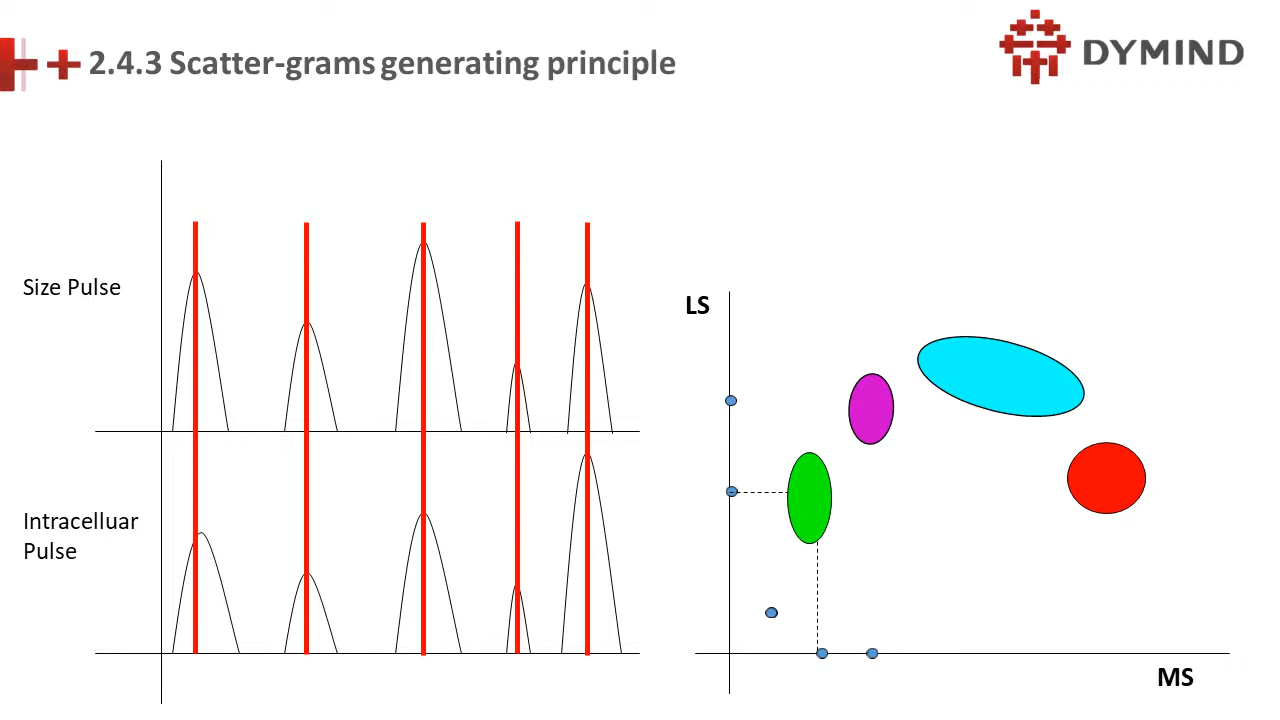 2.4.3 Scatter-grams generating principle
DYMIND
Size Pulse
LS
Intracelluar
Pulse
MS